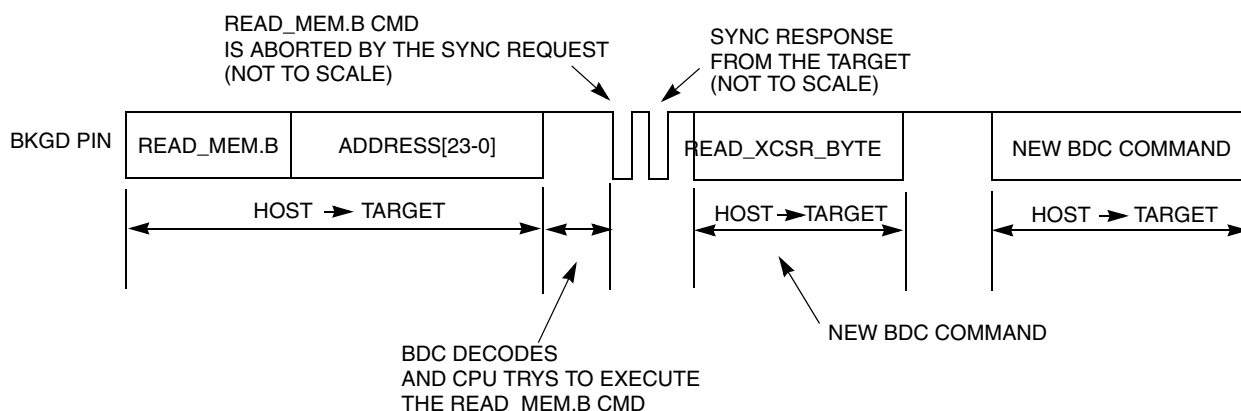 READ_MEM.B CMD
IS ABORTED BY THE SYNC REQUEST
(NOT TO SCALE)
SYNC RESPONSE
FROM THE TARGET
(NOT TO SCALE)
BKGD PIN
READ_MEM.B
ADDRESS[23-0]
READ_XCSR_BYTE
NEW BDC COMMAND
HOST TARGET
HOST TARGET
HOST TARGET
BDC DECODES
AND CPU TRYS TO EXECUTE
THE READ_MEM.B CMD
NEW BDC COMMAND